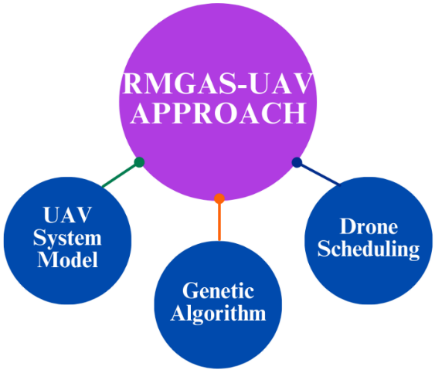 RMGAS-UAV
APPROACH
UAV
System
Model
Genetic
Algorithm
Drone
Scheduling